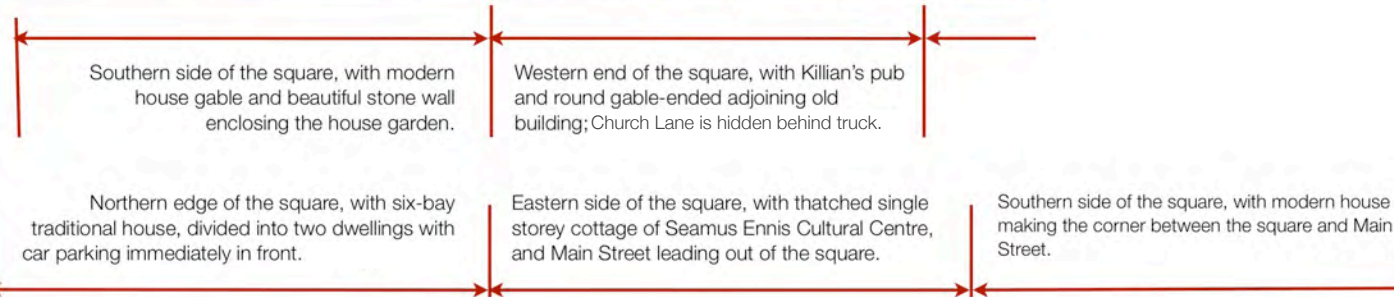 Southern side of the square, with modern
house gable and beautiful stone wall
enclosing the house garden.
Western end of the square, with Killian's pub
and round gable-ended adjoining old
building; Church Lane is hidden behind truck.
Northern edge of the square, with six-bay
traditional house, divided into two dwellings with
car parking immediately in front.
Eastern side of the square, with thatched single
storey cottage of Seamus Ennis Cultural Centre,
and Main Street leading out of the square.
Southern side of the square, with modern house
making the corner between the square and Main
Street.